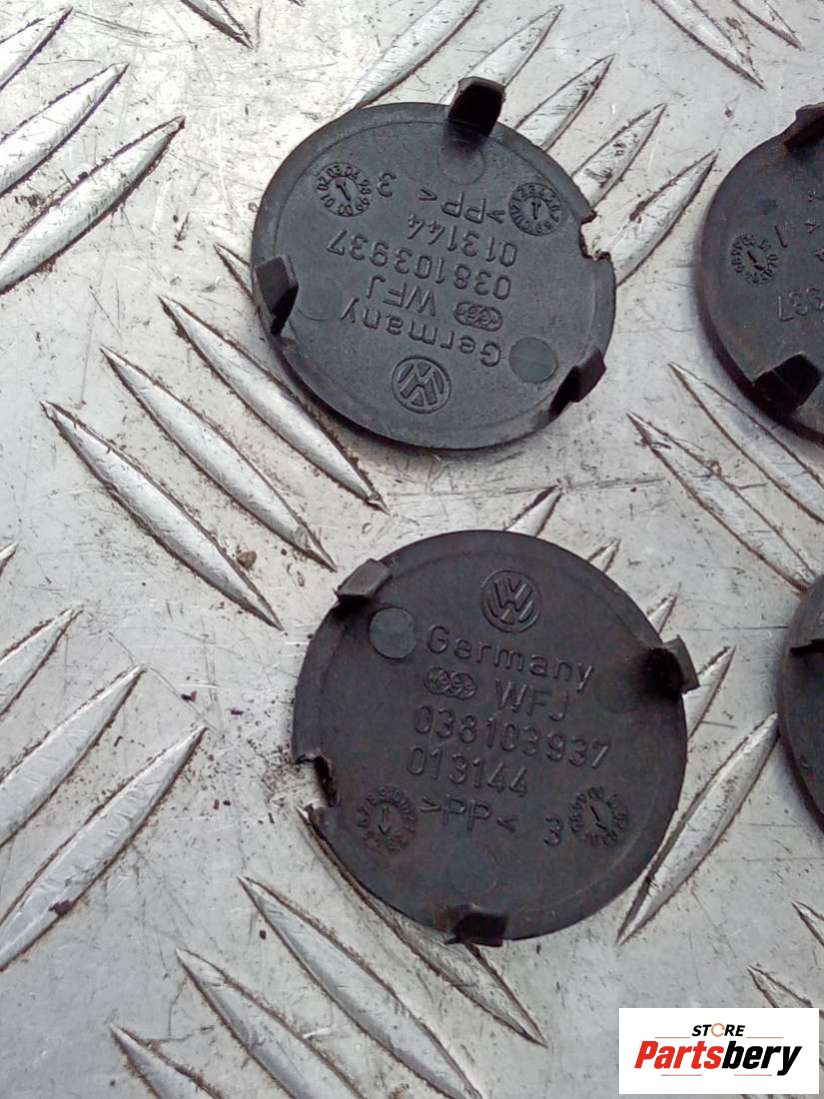 >PP< 3
013144
038103937
WFJ
Germany
Germany
WFJ
038103937
013144
>PP< 3
STORE
Partsbery